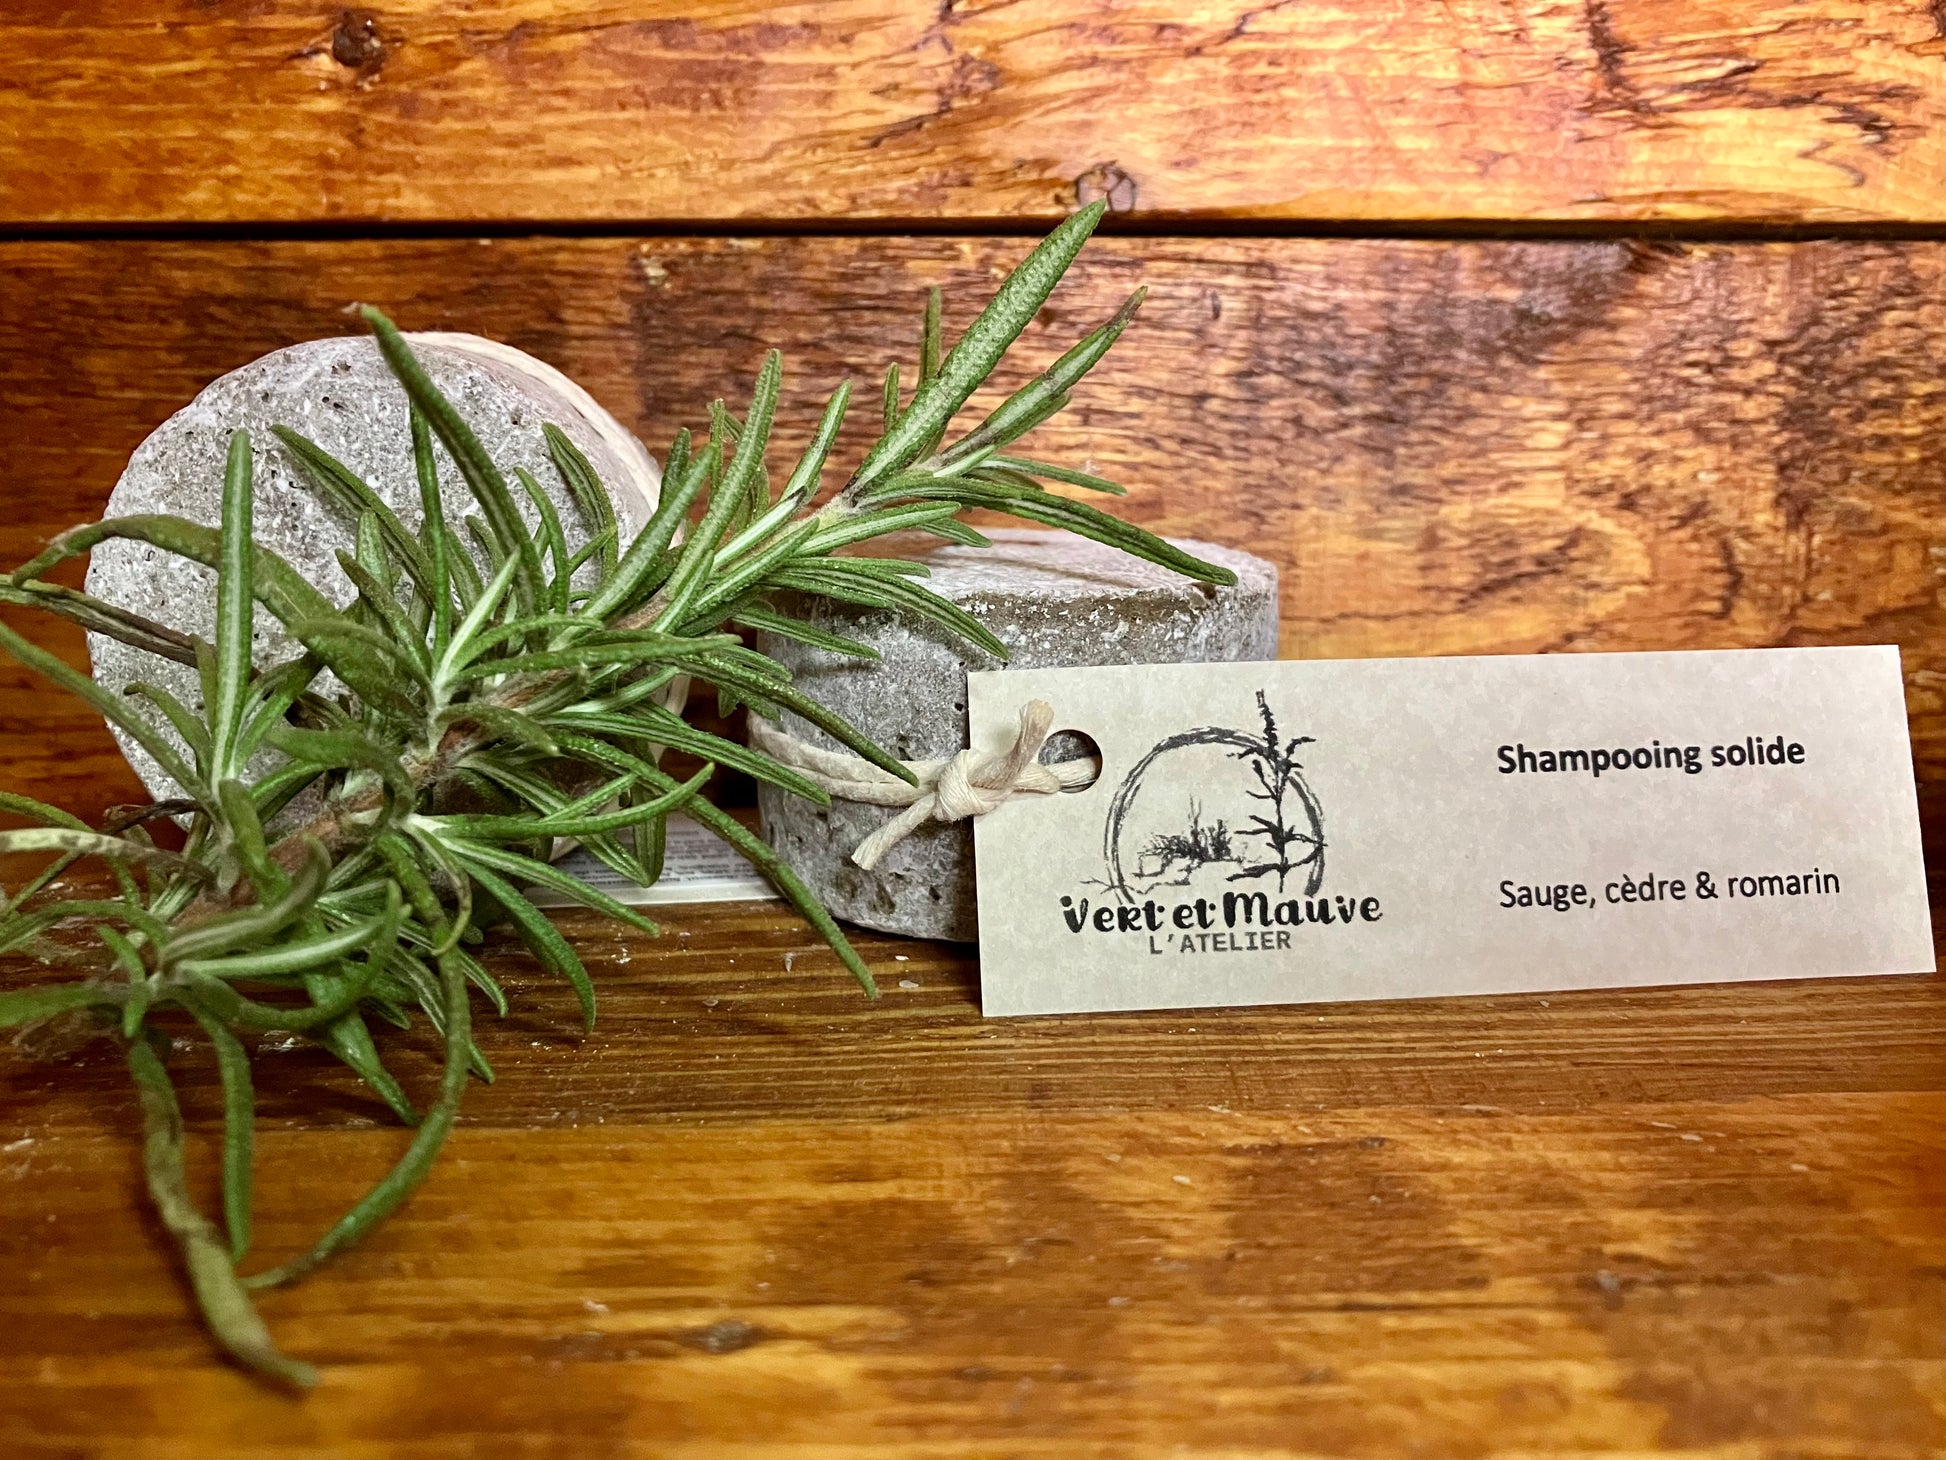 Vert et Mauve
L'ATELIER
Shampooing solide
Sauge, cèdre & romarin